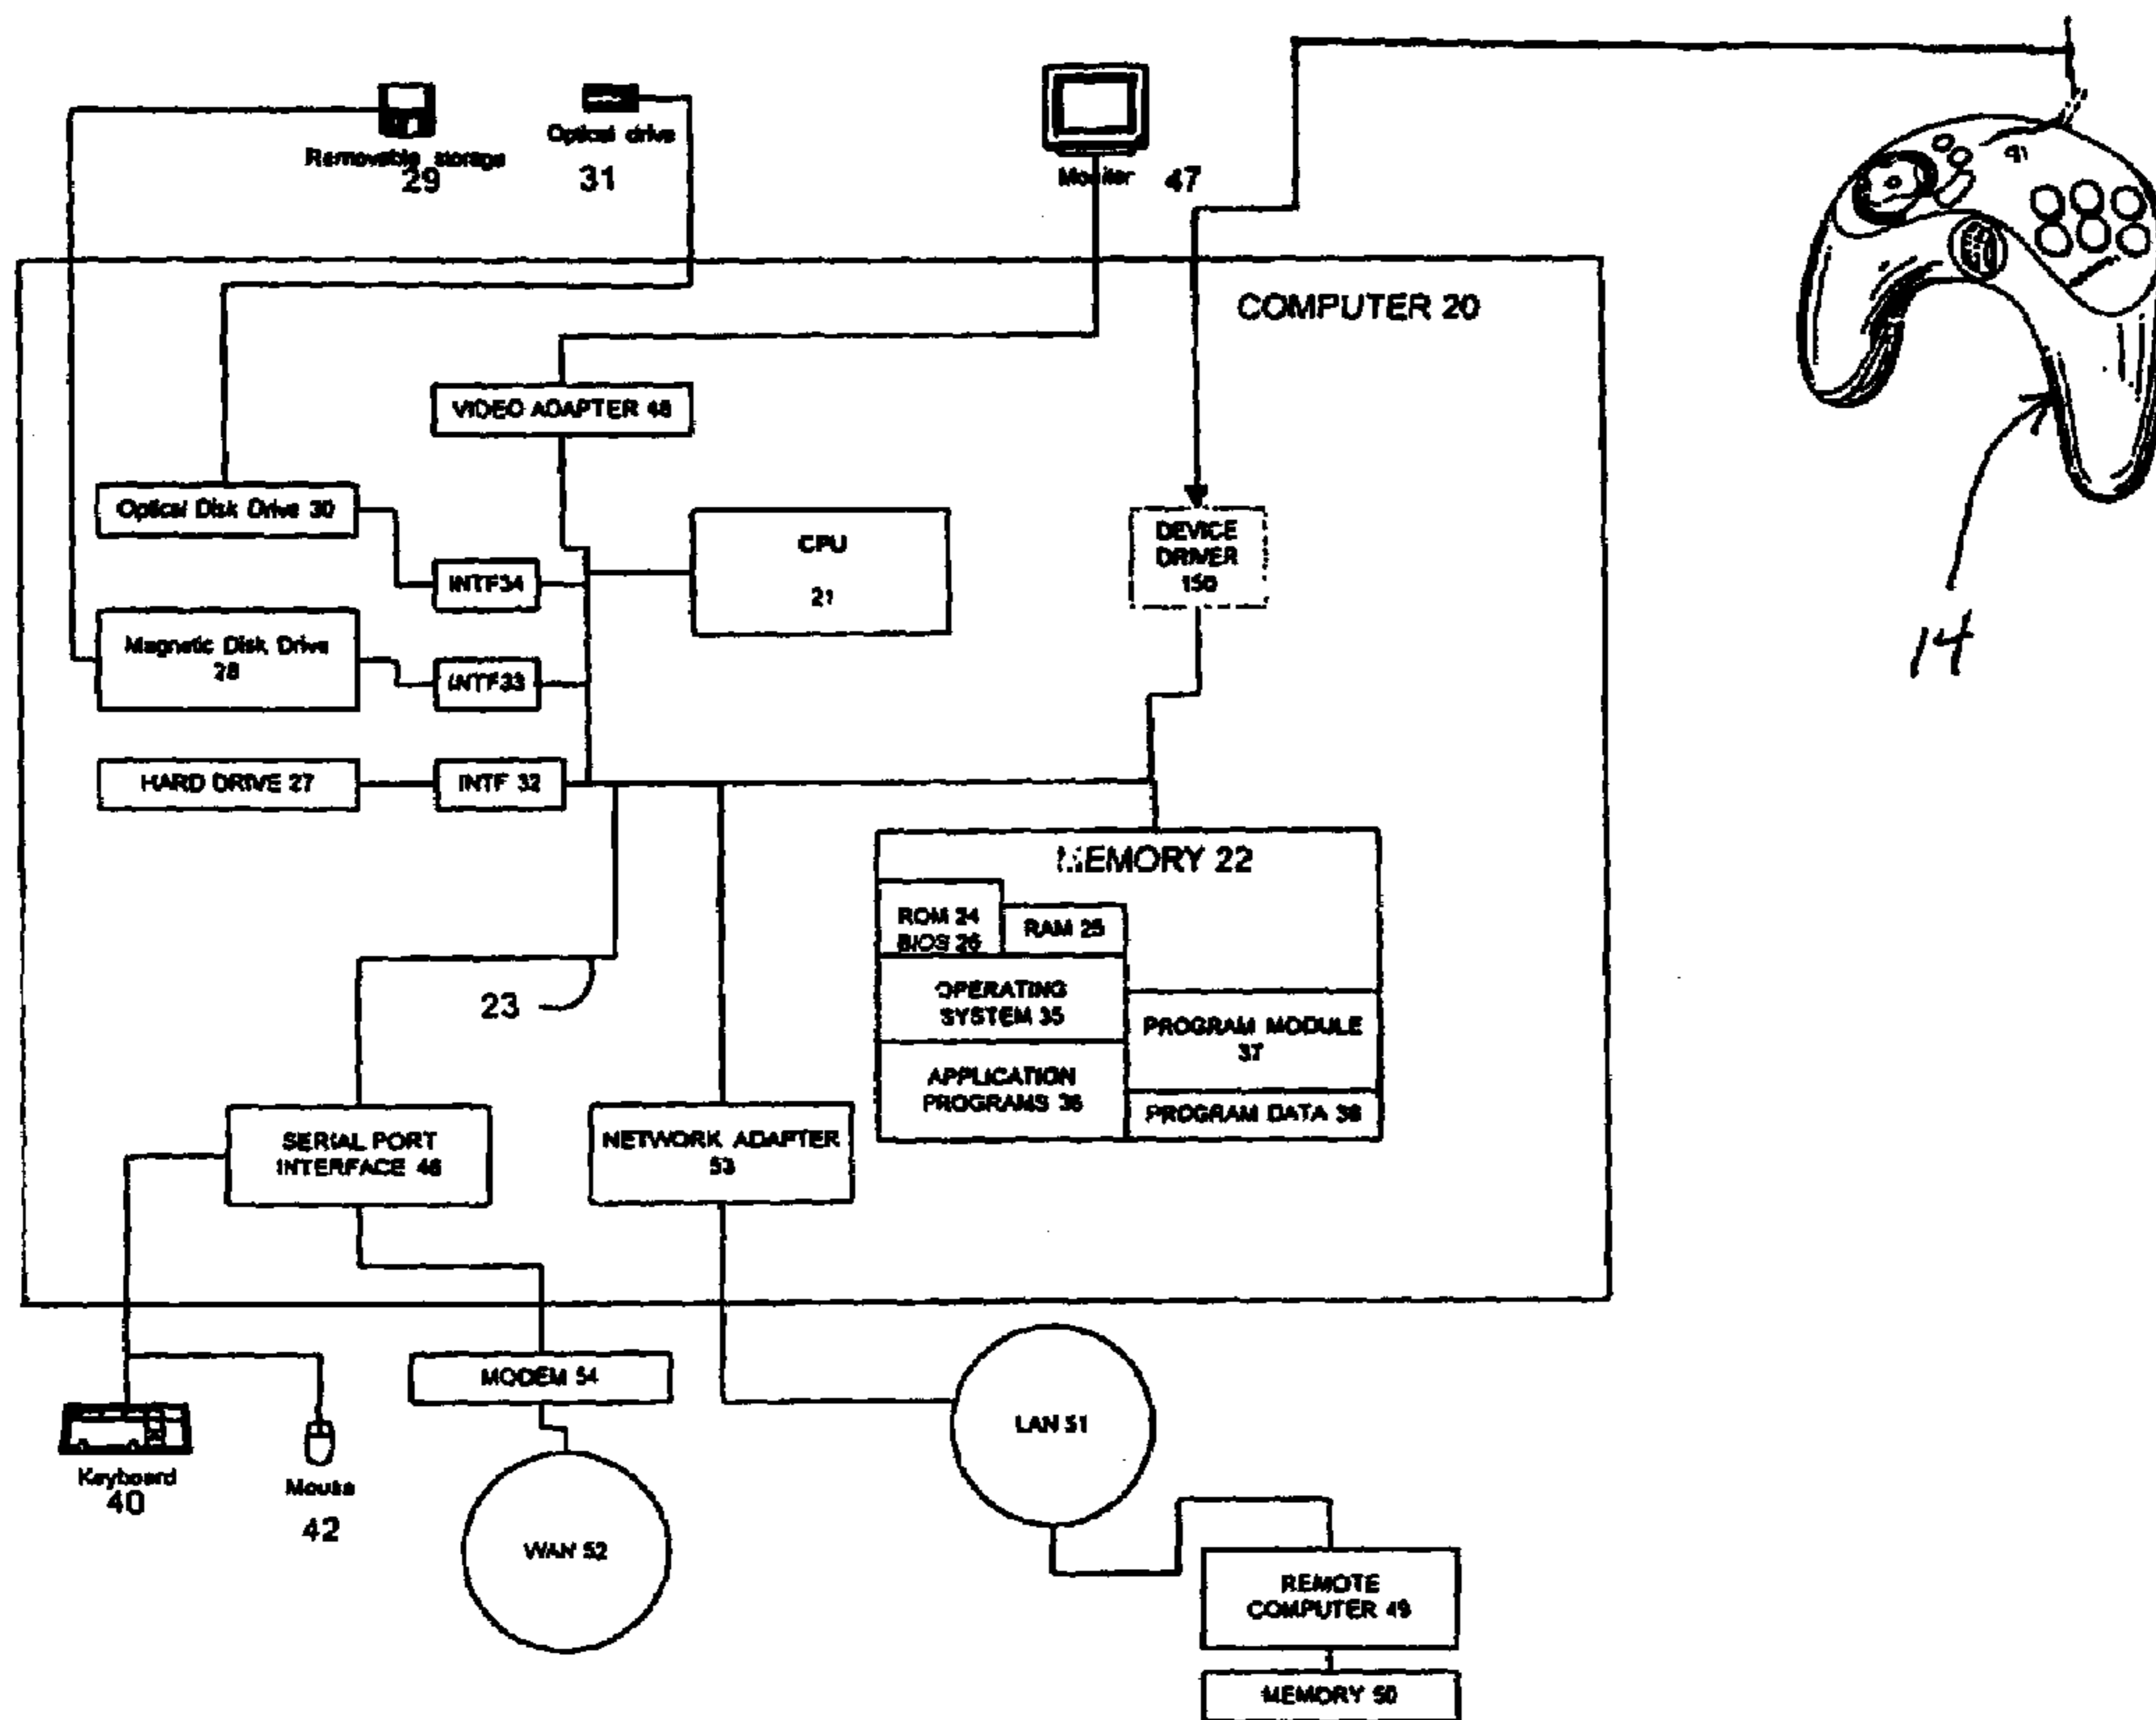 Removable storage
29
Optical drive
31
Monitor 47
COMPUTER 20
VIDEO ADAPTER 48
Optical Disk Drive 30
INTF34
CPU
21
DEVICE
DRIVER
150
14
Magnetic Disk Drive
28
INTF33
HARD DRIVE 27
INTF 32
MEMORY 22
ROM 24
BIOS 26
RAM 25
OPERATING
SYSTEM 35
PROGRAM MODULE
37
APPLICATION
PROGRAMS 36
PROGRAM DATA 38
23
SERIAL PORT
INTERFACE 46
NETWORK ADAPTER
53
MODEM 54
Keyboard
40
Mouse
42
WAN 52
LAN 51
REMOTE
COMPUTER 49
MEMORY 50